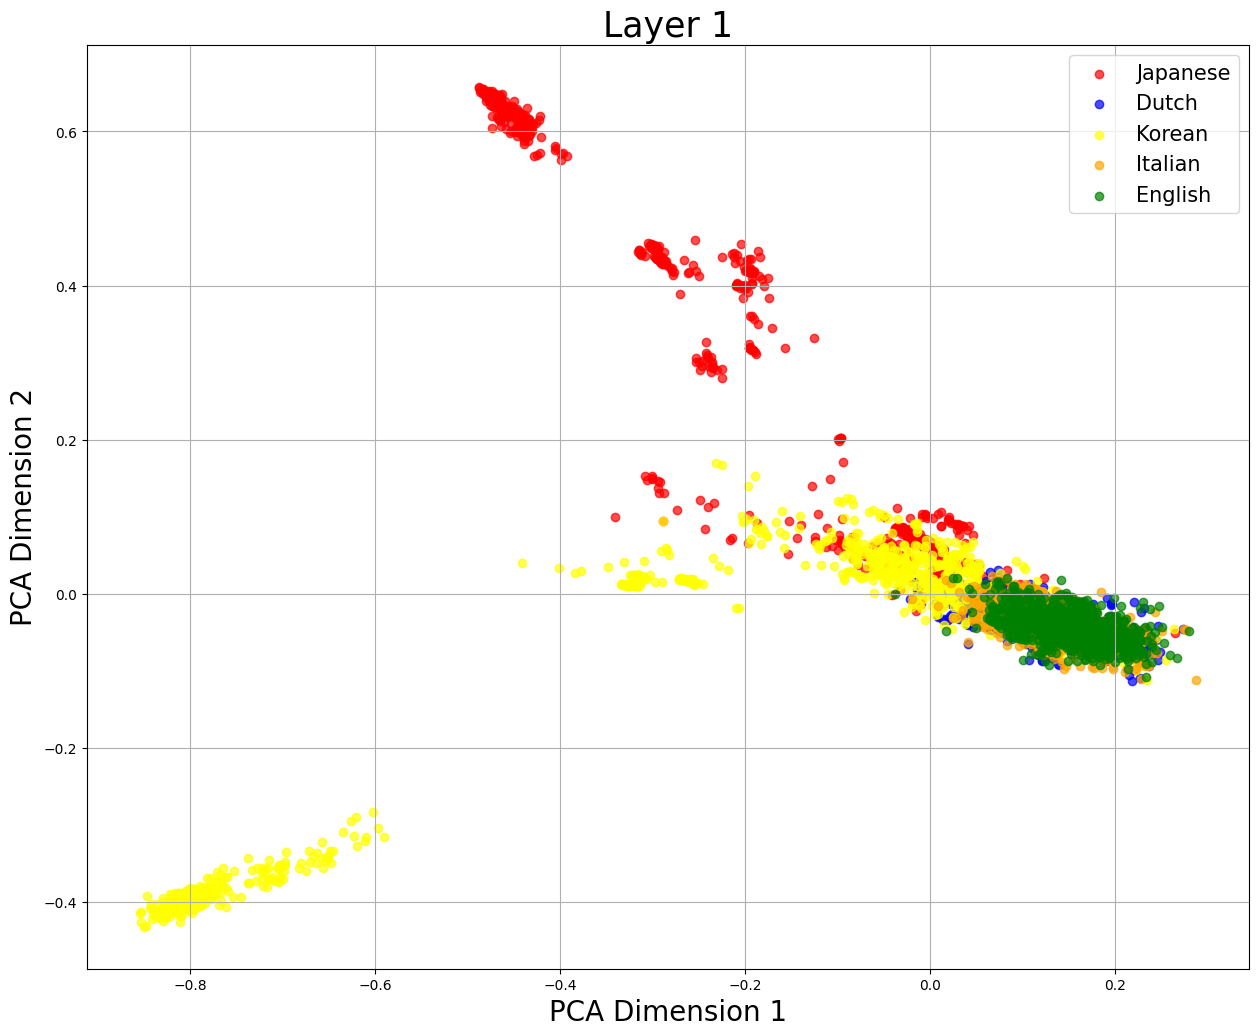 Layer 1
Japanese
Dutch
Korean
Italian
English
PCA Dimension 2
0.6
0.4
0.2
0.0
−0.2
−0.4
−0.8
−0.6
−0.4
−0.2
0.0
0.2
PCA Dimension 1